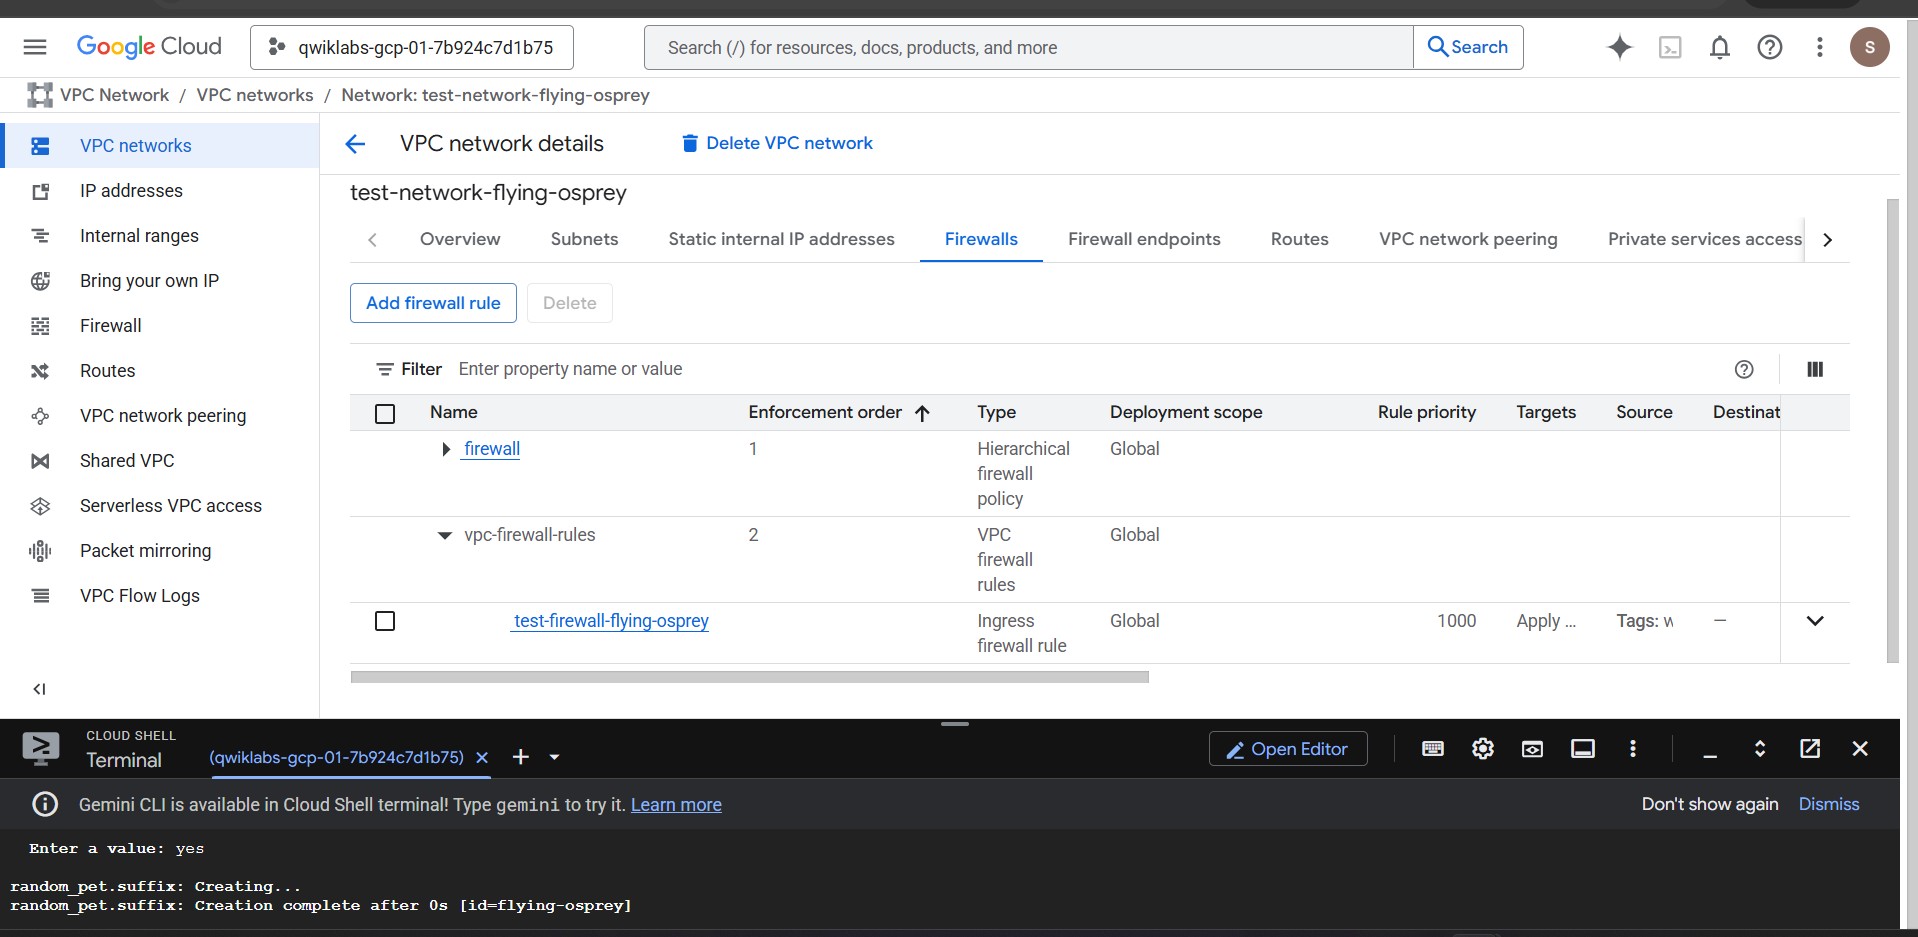 Google Cloud
qwiklabs-gcp-01-7b924c7d1b75
Search (/) for resources, docs, products, and more
Search
S
VPC Network / VPC networks / Network: test-network-flying-osprey
VPC networks
IP addresses
Internal ranges
Bring your own IP
Firewall
Routes
VPC network peering
Shared VPC
Serverless VPC access
Packet mirroring
VPC Flow Logs
VPC network details
Delete VPC network
test-network-flying-osprey
Overview Subnets Static internal IP addresses Firewalls Firewall endpoints Routes VPC network peering Private services access
Add firewall rule Delete
Filter Enter property name or value
Name Enforcement order Type Deployment scope Rule priority Targets Source Destinat
firewall 1 Hierarchical Global
firewall
policy
vpc-firewall-rules 2 VPC Global
firewall
rules
test-firewall-flying-osprey Ingress Global 1000 Apply ... Tags: w —
firewall rule
CLOUD SHELL
Terminal
(qwiklabs-gcp-01-7b924c7d1b75)
Open Editor
Gemini CLI is available in Cloud Shell terminal! Type gemini to try it. Learn more
Don't show again Dismiss
Enter a value: yes
random_pet.suffix: Creating...
random_pet.suffix: Creation complete after 0s [id=flying-osprey]